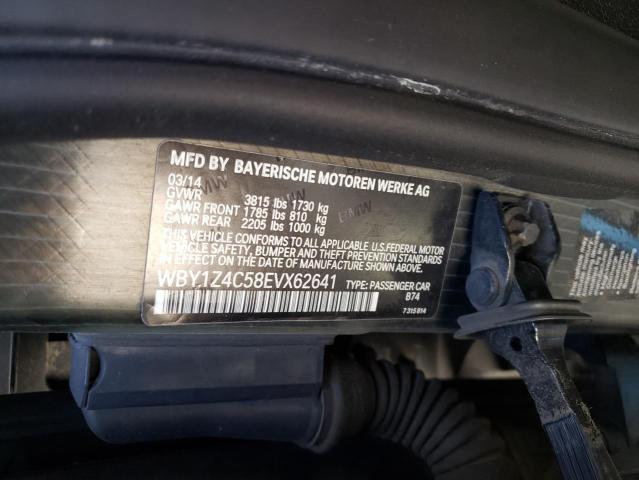 MFD BY BAYERISCHE MOTOREN WERKE AG
03/14
GVWR 3815 lbs 1730 kg
GAWR FRONT 1785 lbs 810 kg
GAWR REAR 2205 lbs 1000 kg
THIS VEHICLE CONFORMS TO ALL APPLICABLE U.S.FEDERAL MOTOR
VEHICLE SAFETY, BUMPER AND THEFT PREVENTION STANDARDS IN EFFECT ON THE
DATE OF MANUFACTURE SHOWN ABOVE.
WBY1Z4C58EVX62641 TYPE: PASSENGER CAR
B74
7315814